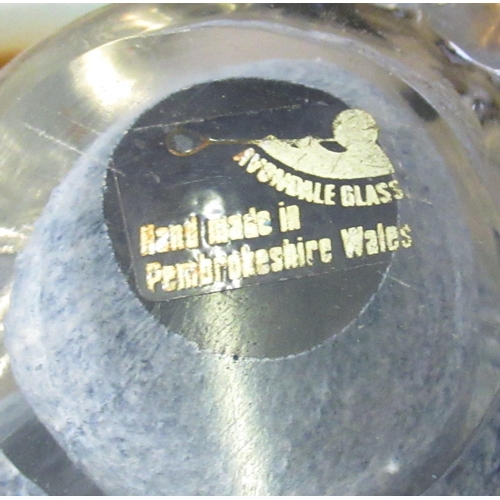 AVONDALE GLASS
Hand made in
Pembrokeshire Wales